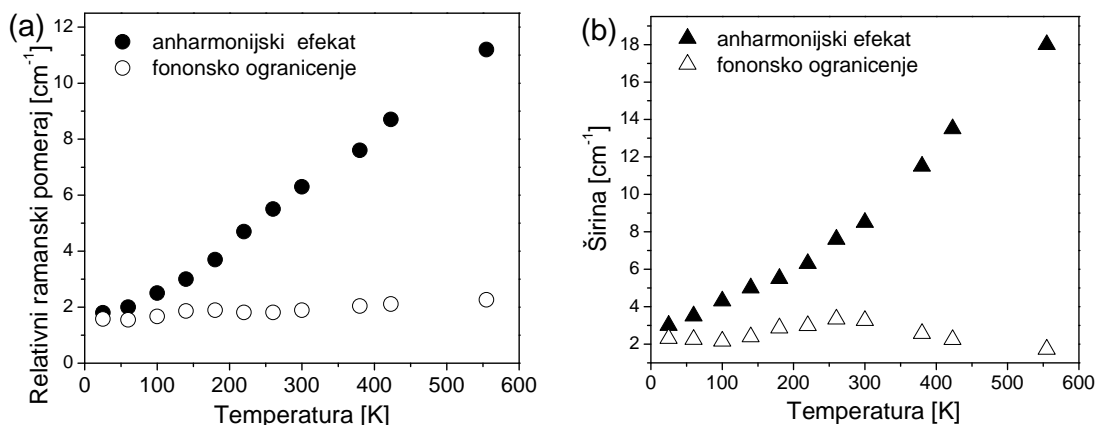 (a)
12
10
8
6
4
2
0
Relativni ramanski pomeraj [cm-1]
anharmonijski efekat
fononsko ogranicenje
0 100 200 300 400 500 600
Temperatura [K]
(b)
18
16
14
12
10
8
6
4
2
Širina [cm-1]
anharmonijski efekat
fononsko ogranicenje
0 100 200 300 400 500 600
Temperatura [K]